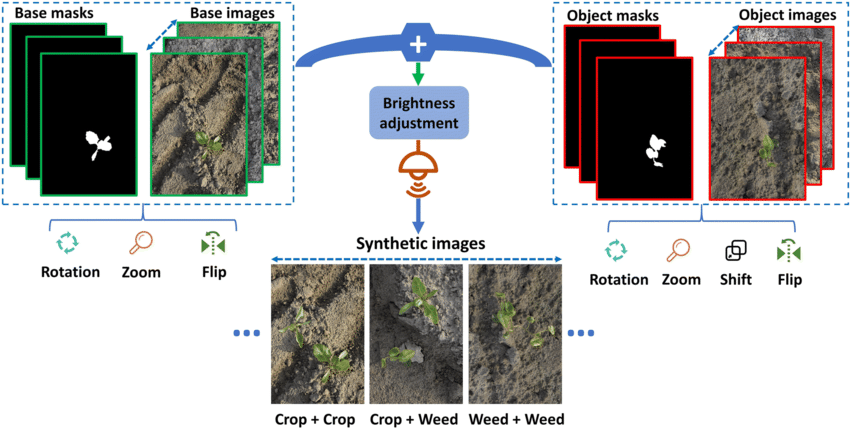 Base masks
Base images
Object masks
Object images
Brightness
adjustment
Rotation
Zoom
Flip
Synthetic images
Rotation
Zoom
Shift
Flip
Crop + Crop
Crop + Weed
Weed + Weed